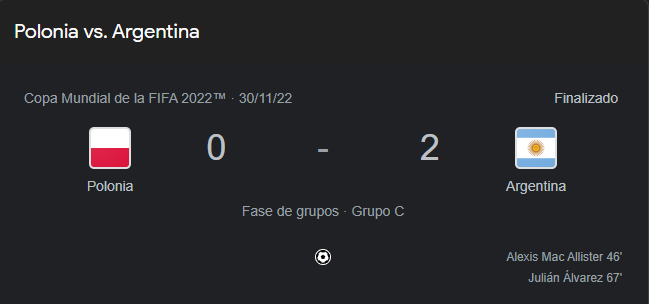 Polonia vs. Argentina
Copa Mundial de la FIFA 2022™ · 30/11/22
Finalizado
0 - 2
Polonia
Argentina
Fase de grupos · Grupo C
Alexis Mac Allister 46'
Julián Álvarez 67'